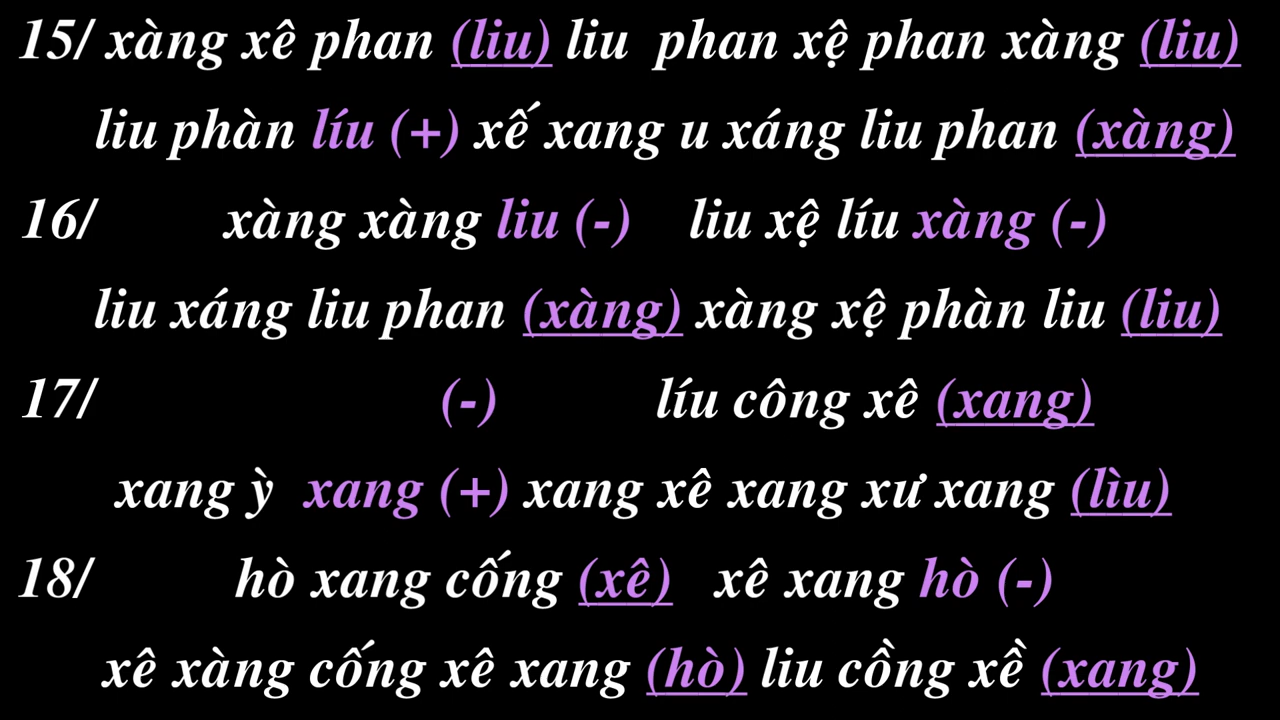 15/ xàng xê phan (liu) liu phan xệ phan xàng (liu)
liu phàn líu (+) xế xang u xáng liu phan (xàng)
16/ xàng xàng liu (-) liu xệ líu xàng (-)
liu xáng liu phan (xàng) xàng xệ phàn liu (liu)
17/ (-) líu công xê (xang)
xang ỳ xang (+) xang xê xang xư xang (lìu)
18/ hò xang cống (xê) xê xang hò (-)
xê xàng cống xê xang (hò) liu cồng xề (xang)